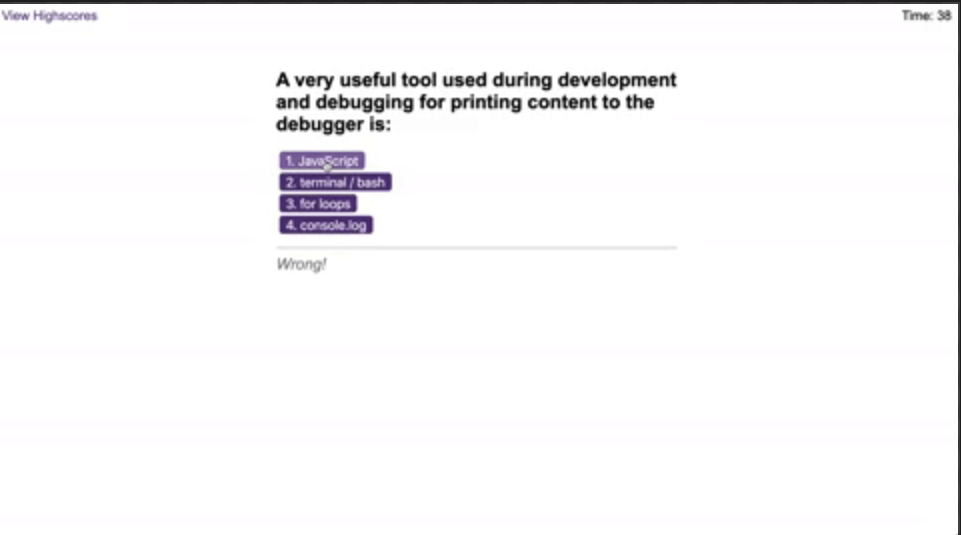 View Highscores
Time: 38
A very useful tool used during development
and debugging for printing content to the
debugger is:
1. JavaScript
2. terminal / bash
3. for loops
4. console.log
Wrong!